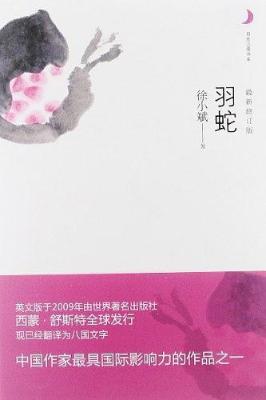 羽蛇
最新修订版
徐小斌
著
英文版于2009年由世界著名出版社
西蒙·舒斯特全球发行
现已经翻译为八国文字
中国作家最具国际影响力的作品之一